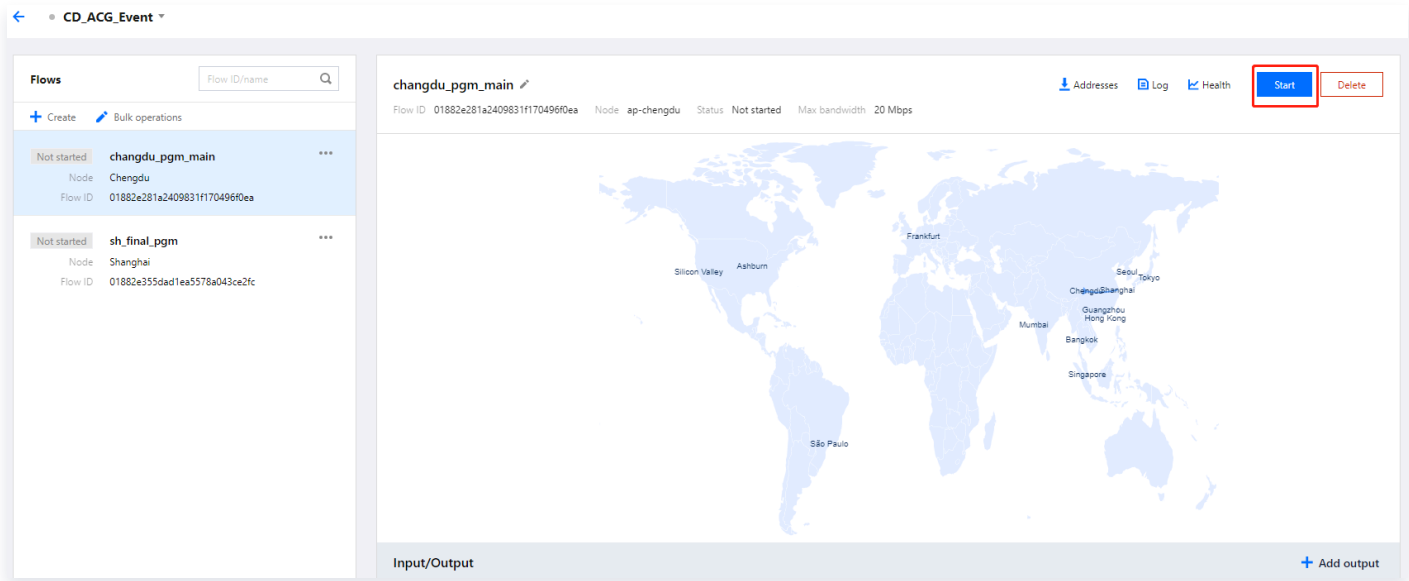 CD_ACG_Event
Flows
Flow ID/name
Create
Bulk operations
Not started
changdu_pgm_main
Node
Chengdu
Flow ID
01882e281a2409831f170496f0ea
Not started
sh_final_pgm
Node
Shanghai
Flow ID
01882e355dad1ea5578a043ce2fc
changdu_pgm_main
Addresses
Log
Health
Start
Delete
Flow ID 01882e281a2409831f170496f0ea Node ap-chengdu Status Not started Max bandwidth 20 Mbps
Frankfurt
Silicon Valley
Ashburn
Seoul
Tokyo
Chengdu
Shanghai
Guangzhou
Hong Kong
Mumbai
Bangkok
Singapore
São Paulo
Input/Output
Add output